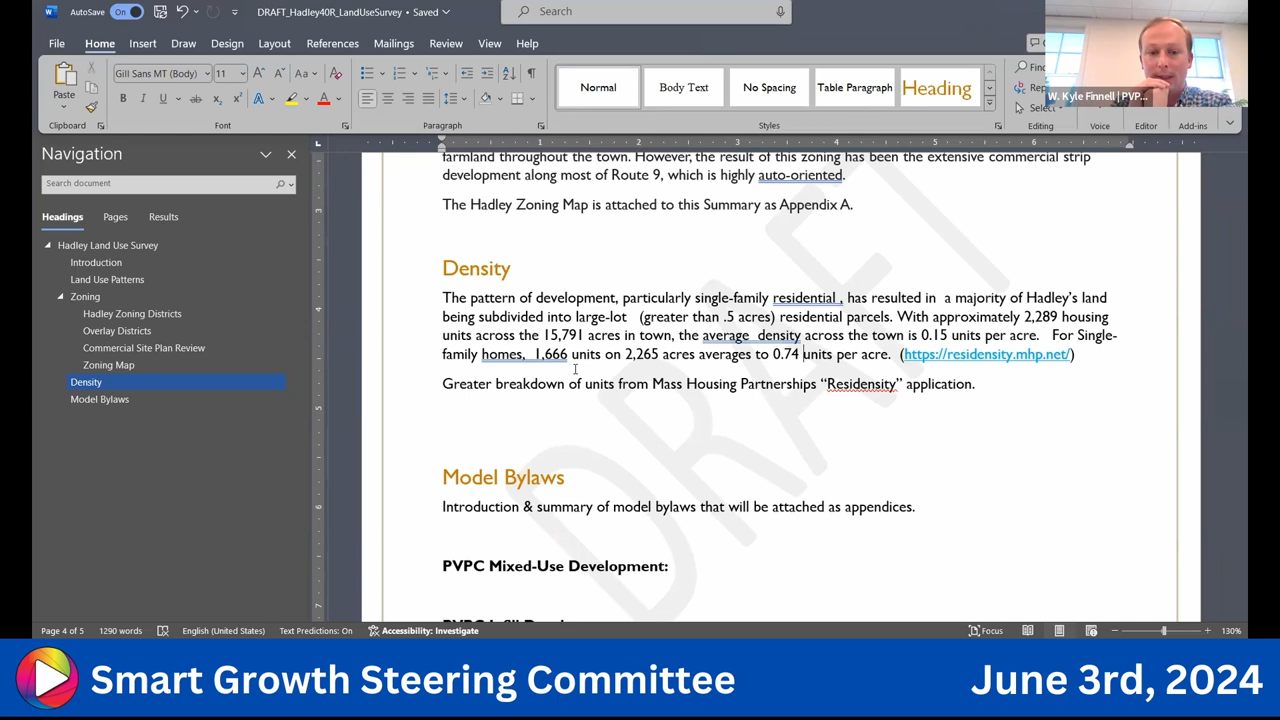 AutoSave On DRAFT_Hadley40R_LandUseSurvey • Saved Search
File Home Insert Draw Design Layout References Mailings Review View Help
Paste Gill Sans MT (Body) 11 Normal Body Text No Spacing Table Paragraph Heading Select
W. Kyle Finnell | PVP...
Clipboard Font Paragraph Styles Editing Voice Editor Add-ins
Navigation
Search document
Headings Pages Results
Hadley Land Use Survey
Introduction
Land Use Patterns
Zoning
Hadley Zoning Districts
Overlay Districts
Commercial Site Plan Review
Zoning Map
Density
Model Bylaws
farmland throughout the town. However, the result of this zoning has been the extensive commercial strip
development along most of Route 9, which is highly auto-oriented.
The Hadley Zoning Map is attached to this Summary as Appendix A.
Density
The pattern of development, particularly single-family residential , has resulted in a majority of Hadley's land
being subdivided into large-lot (greater than .5 acres) residential parcels. With approximately 2,289 housing
units across the 15,791 acres in town, the average density across the town is 0.15 units per acre. For Single-
family homes, 1,666 units on 2,265 acres averages to 0.74 units per acre. (https://residensity.mhp.net/)
Greater breakdown of units from Mass Housing Partnerships “Residensity” application.
Model Bylaws
Introduction & summary of model bylaws that will be attached as appendices.
PVPC Mixed-Use Development:
DRAFT
Page 4 of 5 1290 words English (United States) Text Predictions: On Accessibility: Investigate Focus 130%
Smart Growth Steering Committee June 3rd, 2024